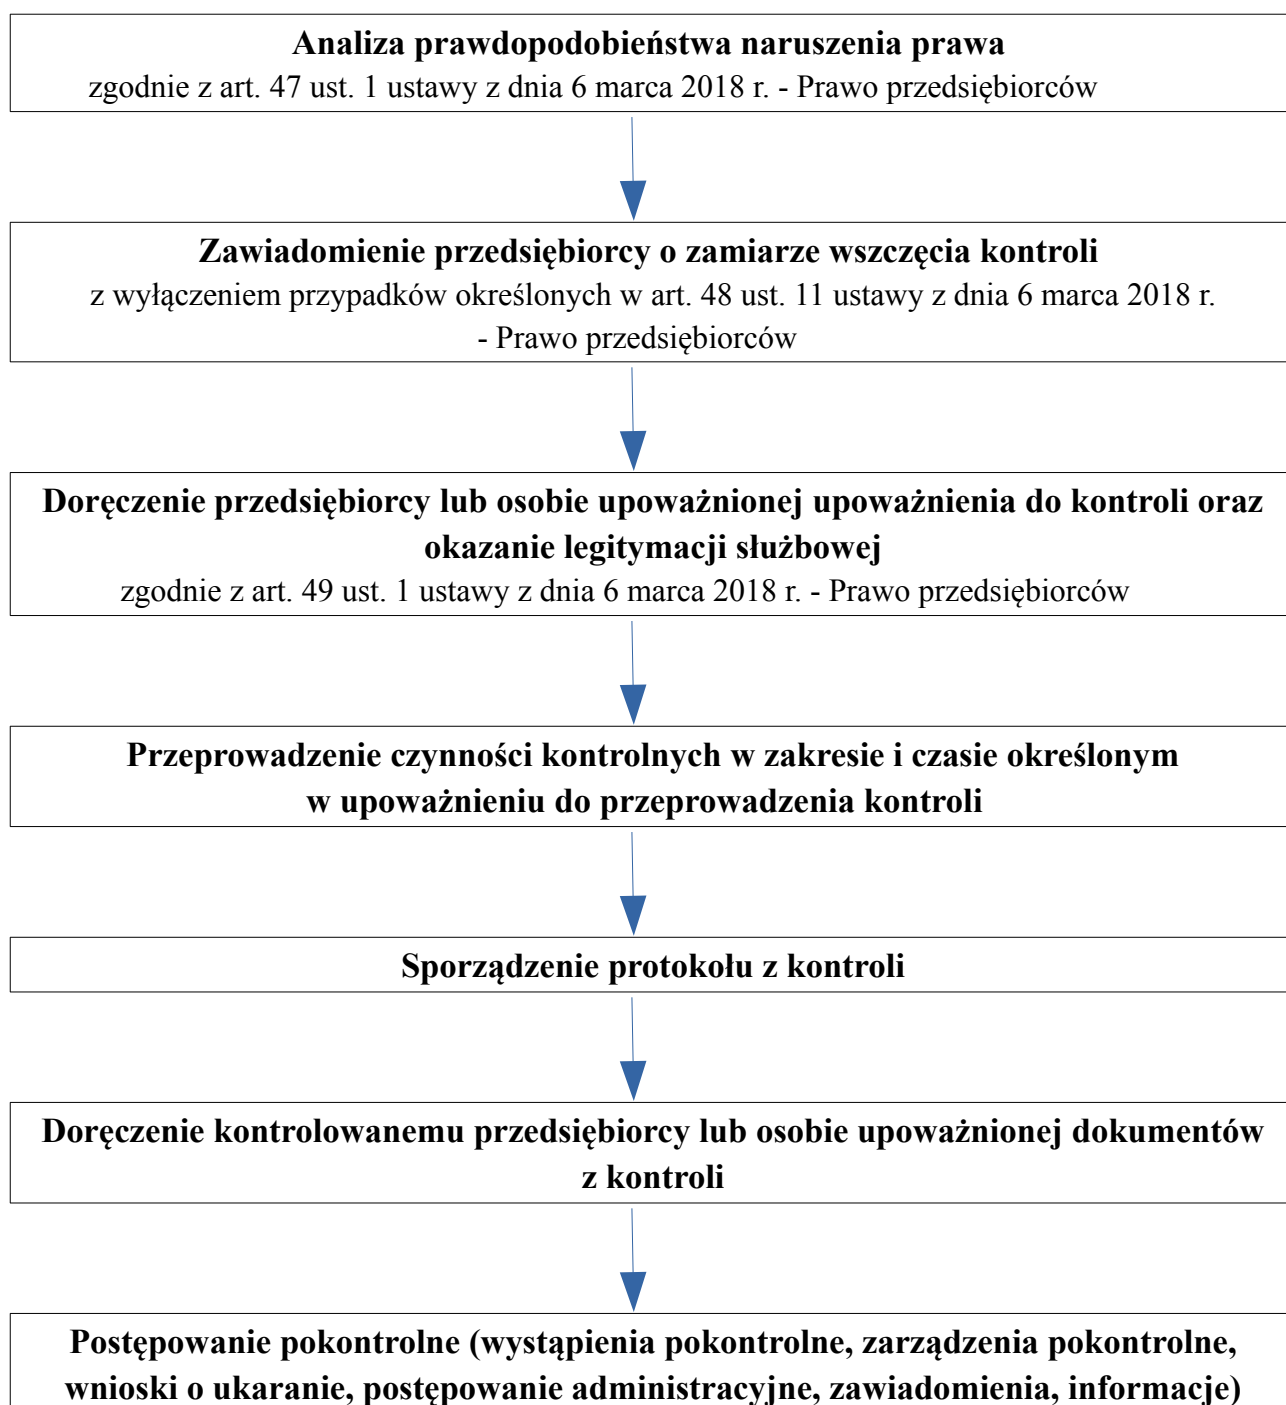 Analiza prawdopodobieństwa naruszenia prawa
zgodnie z art. 47 ust. 1 ustawy z dnia 6 marca 2018 r. - Prawo przedsiębiorców
Zawiadomienie przedsiębiorcy o zamiarze wszczęcia kontroli
z wyłączeniem przypadków określonych w art. 48 ust. 11 ustawy z dnia 6 marca 2018 r.
- Prawo przedsiębiorców
Doręczenie przedsiębiorcy lub osobie upoważnionej upoważnienia do kontroli oraz
okazanie legitymacji służbowej
zgodnie z art. 49 ust. 1 ustawy z dnia 6 marca 2018 r. - Prawo przedsiębiorców
Przeprowadzenie czynności kontrolnych w zakresie i czasie określonym
w upoważnieniu do przeprowadzenia kontroli
Sporządzenie protokołu z kontroli
Doręczenie kontrolowanemu przedsiębiorcy lub osobie upoważnionej dokumentów
z kontroli
Postępowanie pokontrolne (wystąpienia pokontrolne, zarządzenia pokontrolne,
wnioski o ukaranie, postępowanie administracyjne, zawiadomienia, informacje)